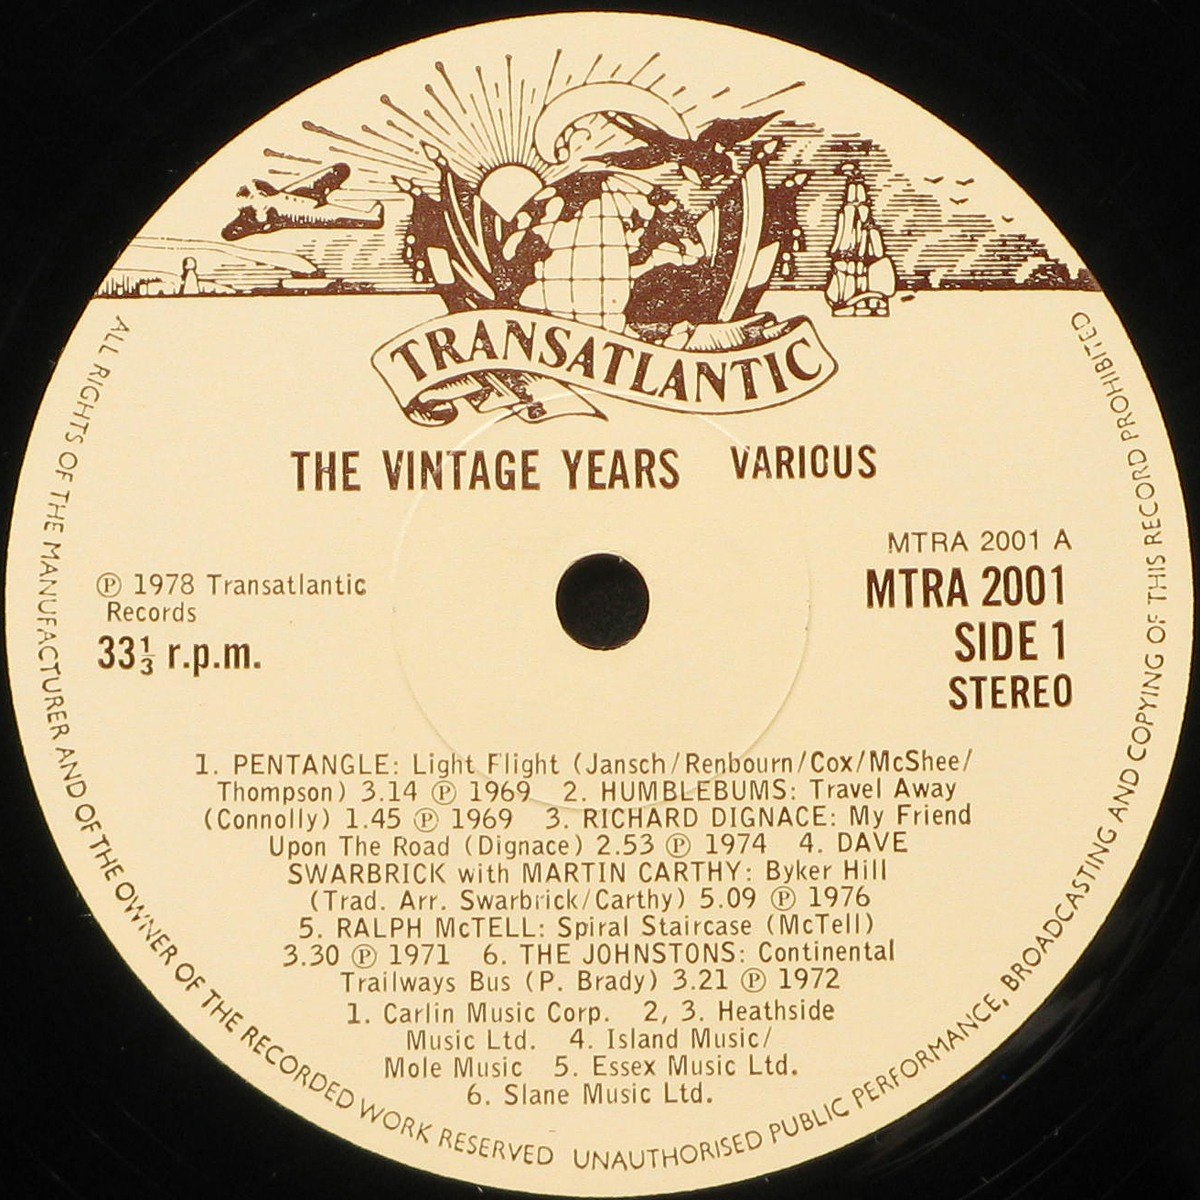 TRANSATLANTIC
THE VINTAGE YEARS VARIOUS
MTRA 2001 A
MTRA 2001
SIDE 1
STEREO
℗ 1978 Transatlantic
Records
33⅓ r.p.m.
1. PENTANGLE: Light Flight (Jansch/Renbourn/Cox/McShee/
Thompson) 3.14 ℗ 1969 2. HUMBLEBUMS: Travel Away
(Connolly) 1.45 ℗ 1969 3. RICHARD DIGNACE: My Friend
Upon The Road (Dignace) 2.53 ℗ 1974 4. DAVE
SWARBRICK with MARTIN CARTHY: Byker Hill
(Trad. Arr. Swarbrick/Carthy) 5.09 ℗ 1976
5. RALPH McTELL: Spiral Staircase (McTell)
3.30 ℗ 1971 6. THE JOHNSTONS: Continental
Trailways Bus (P. Brady) 3.21 ℗ 1972
1. Carlin Music Corp. 2, 3. Heathside
Music Ltd. 4. Island Music/
Mole Music 5. Essex Music Ltd.
6. Slane Music Ltd.
ALL RIGHTS OF THE MANUFACTURER AND OF THE OWNER OF THE RECORDED WORK RESERVED UNAUTHORISED PUBLIC PERFORMANCE, BROADCASTING AND COPYING OF THIS RECORD PROHIBITED